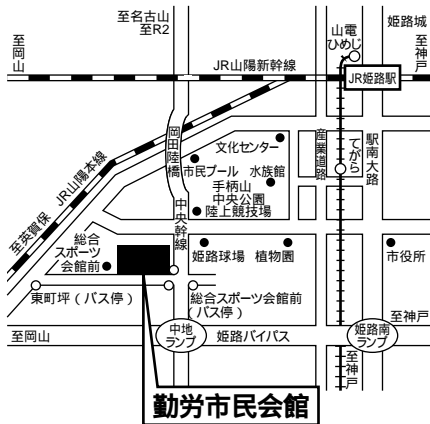 至名古山
至R2
山電
ひめじ
姫路城
至岡山
至神戸
JR山陽新幹線
JR姫路駅
岡田陸橋
文化センター
産業道路
てがら
駅南大路
市民プール
水族館
JR山陽本線
手柄山
中央公園
陸上競技場
中央幹線
至英賀保
総合
スポーツ
会館前
姫路球場
植物園
市役所
東町坪(バス停)
総合スポーツ会館前
(バス停)
至岡山
中地
ランプ
姫路バイパス
姫路南
ランプ
至神戸
至神戸
勤労市民会館